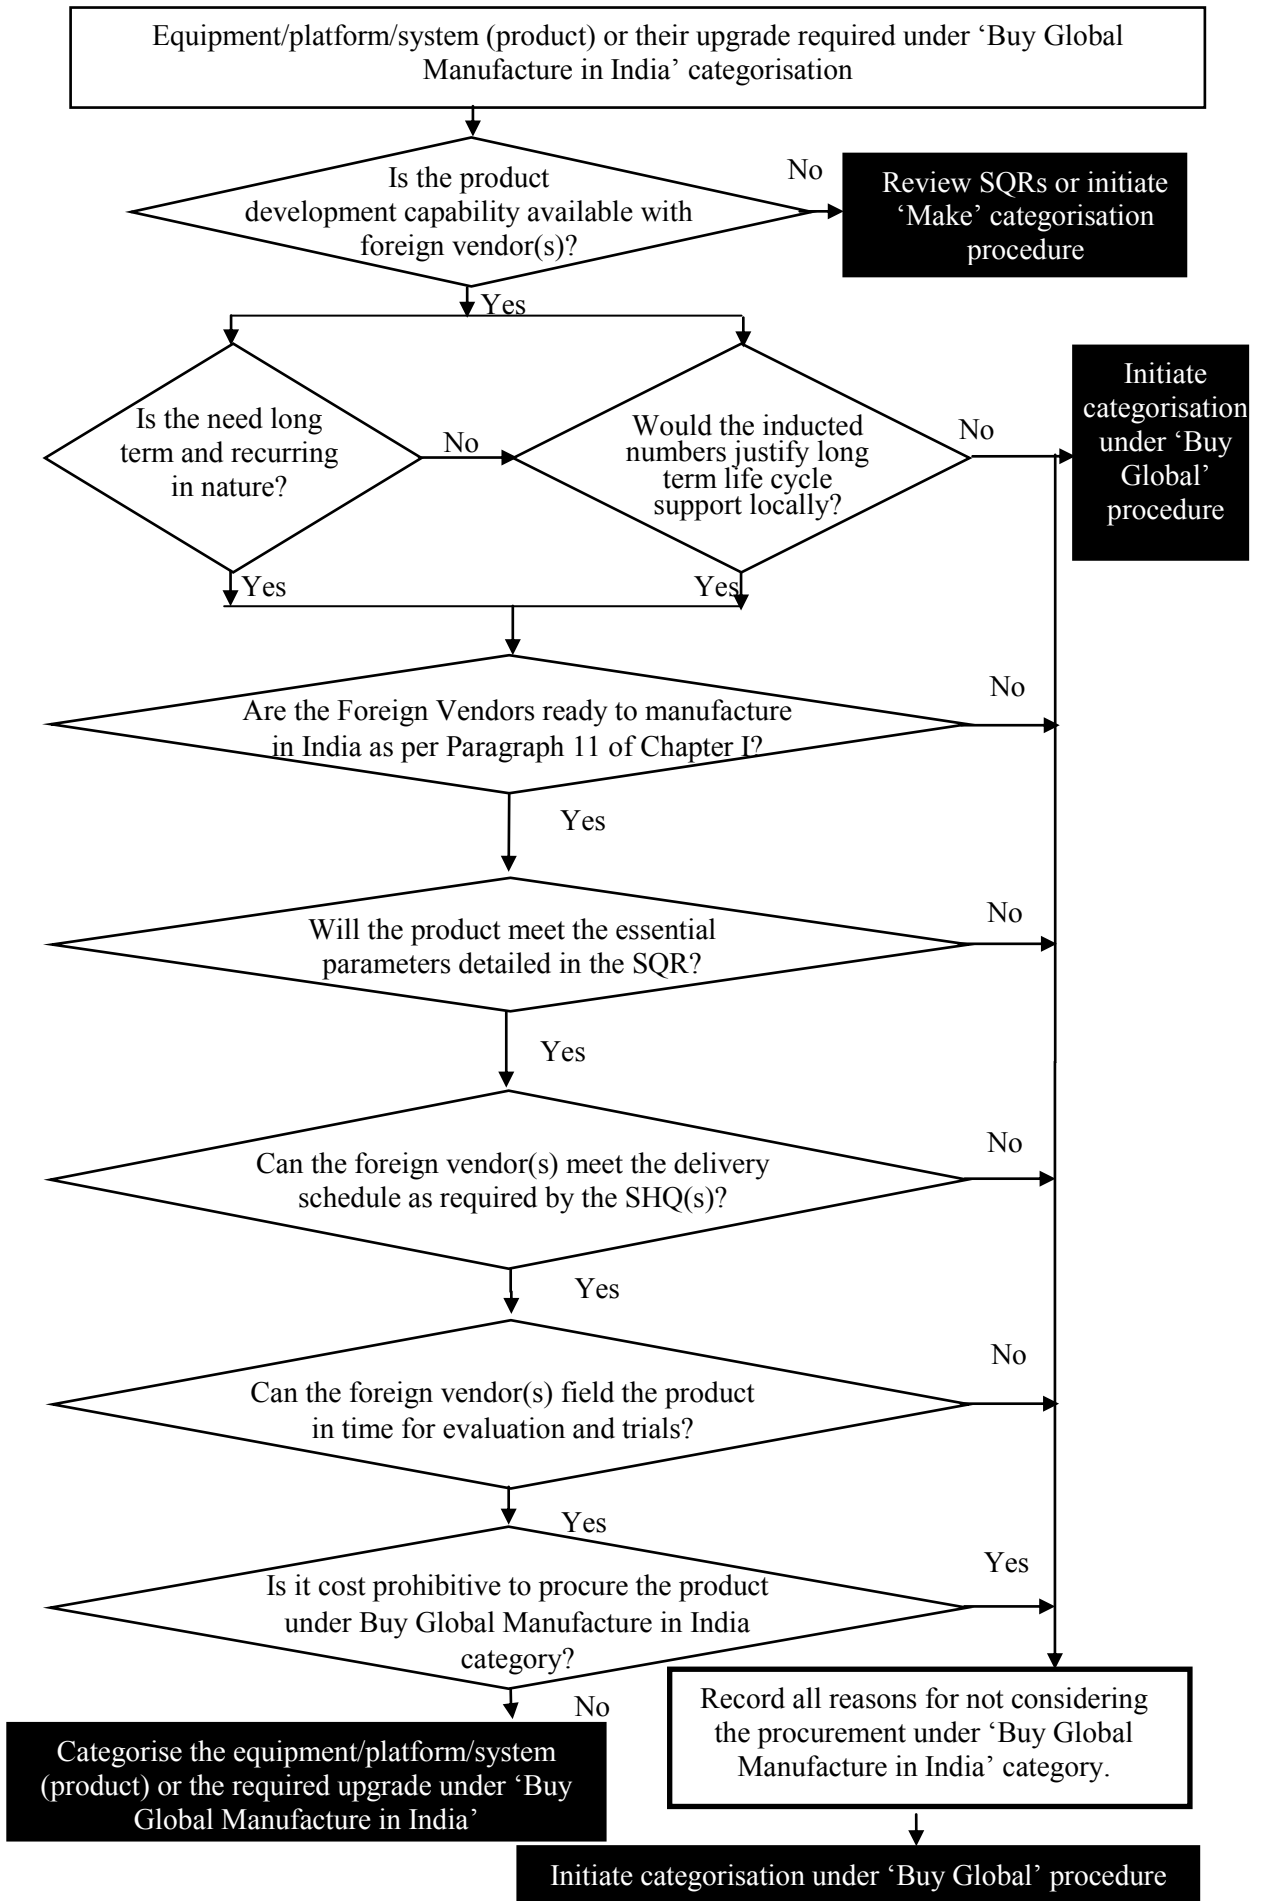 Equipment/platform/system (product) or their upgrade required under ‘Buy Global
Manufacture in India’ categorisation
Is the product
development capability available with
foreign vendor(s)?
No
Review SQRs or initiate
‘Make’ categorisation
procedure
Yes
Is the need long
term and recurring
in nature?
No
Would the inducted
numbers justify long
term life cycle
support locally?
No
Initiate
categorisation
under ‘Buy
Global’
procedure
Yes
Yes
Are the Foreign Vendors ready to manufacture
in India as per Paragraph 11 of Chapter I?
No
Yes
Will the product meet the essential
parameters detailed in the SQR?
No
Yes
Can the foreign vendor(s) meet the delivery
schedule as required by the SHQ(s)?
No
Yes
Can the foreign vendor(s) field the product
in time for evaluation and trials?
No
Yes
Is it cost prohibitive to procure the product
under Buy Global Manufacture in India
category?
Yes
No
Record all reasons for not considering
the procurement under ‘Buy Global
Manufacture in India’ category.
Categorise the equipment/platform/system
(product) or the required upgrade under ‘Buy
Global Manufacture in India’
Initiate categorisation under ‘Buy Global’ procedure